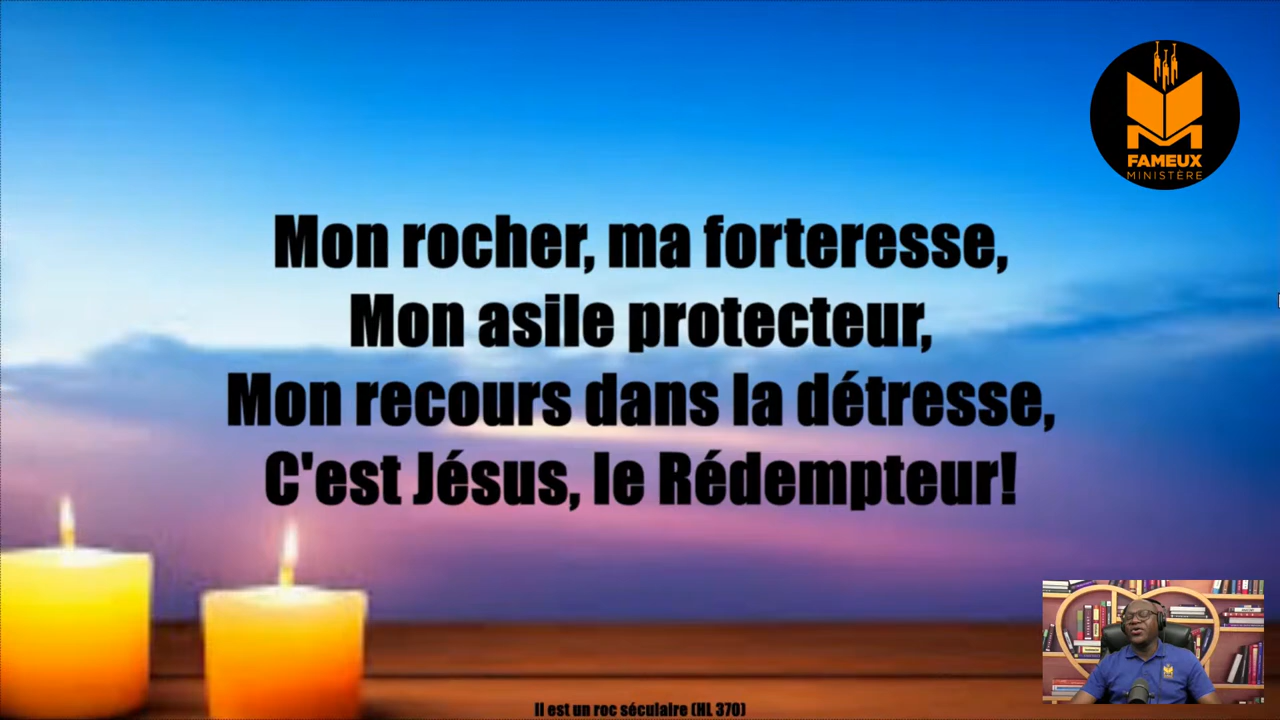 FAMEUX
MINISTÈRE
Mon rocher, ma forteresse,
Mon asile protecteur,
Mon recours dans la détresse,
C'est Jésus, le Rédempteur!
Il est un roc séculaire (HL 370)